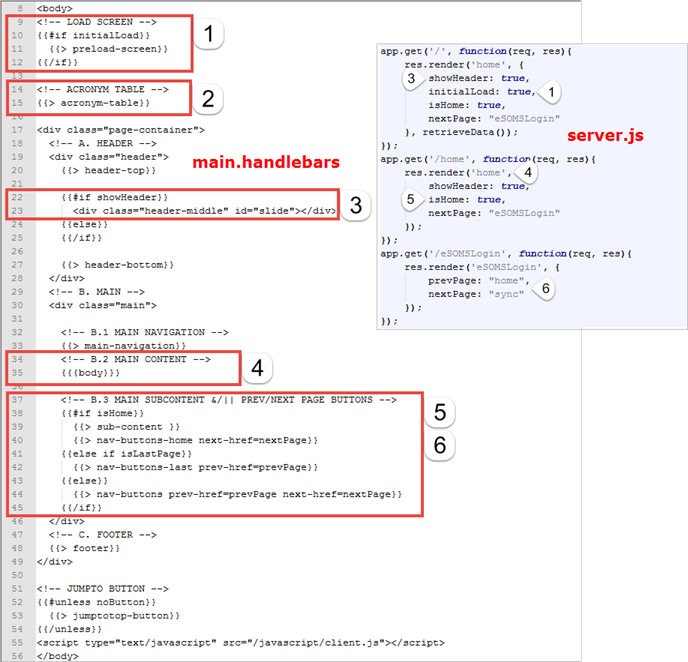 8 <body>
9 <!-- LOAD SCREEN -->
10 {{#if initialLoad}}
11 {{> preload-screen}}
12 {{/if}}
1
13
14 <!-- ACRONYM TABLE -->
15 {{> acronym-table}}
2
16
17 <div class="page-container">
18 <!-- A. HEADER -->
19 <div class="header">
20 {{> header-top}}
21
main.handlebars
22 {{#if showHeader}}
23 <div class="header-middle" id="slide"></div>
3
24 {{else}}
25 {{/if}}
26
27 {{> header-bottom}}
28 </div>
29 <!-- B. MAIN -->
30 <div class="main">
31
32 <!-- B.1 MAIN NAVIGATION -->
33 {{> main-navigation}}
34 <!-- B.2 MAIN CONTENT -->
35 {{{body}}}
4
37 <!-- B.3 MAIN SUBCONTENT &/|| PREV/NEXT PAGE BUTTONS -->
38 {{#if isHome}}
39 {{> sub-content }}
40 {{> nav-buttons-home next-href=nextPage}}
41 {{else if isLastPage}}
42 {{> nav-buttons-last prev-href=prevPage}}
43 {{else}}
44 {{> nav-buttons prev-href=prevPage next-href=nextPage}}
45 {{/if}}
5
6
46 </div>
47 <!-- C. FOOTER -->
48 {{> footer}}
49 </div>
50
51 <!-- JUMPTO BUTTON -->
52 {{#unless noButton}}
53 {{> jumptotop-button}}
54 {{/unless}}
55 <script type="text/javascript" src="/javascript/client.js"></script>
56 </body>
app.get('/', function(req, res){
res.render('home', {
3 showHeader: true,
initialLoad: true, 1
isHome: true,
nextPage: "eSOMSLogin"
}, retrieveData());
});
server.js
app.get('/home', function(req, res){
res.render('home', { 4
showHeader: true,
5 isHome: true,
nextPage: "eSOMSLogin"
});
});
app.get('/eSOMSLogin', function(req, res){
res.render('eSOMSLogin', {
prevPage: "home",
nextPage: "sync" 6
});
});